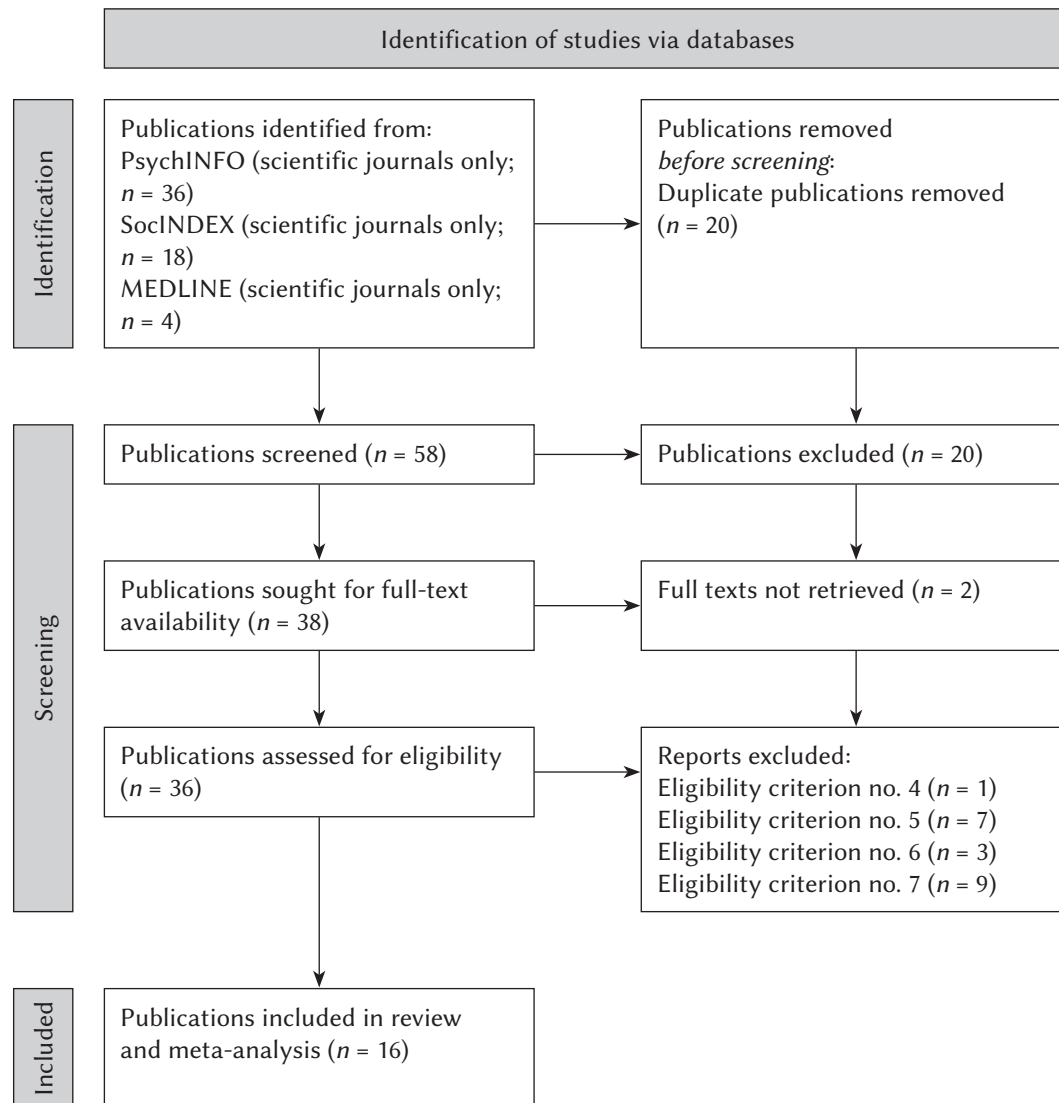 Identification of studies via databases
Identification
Publications identified from:
PsychINFO (scientific journals only;
n = 36)
SocINDEX (scientific journals only;
n = 18)
MEDLINE (scientific journals only;
n = 4)
Publications removed
before screening:
Duplicate publications removed
(n = 20)
Screening
Publications screened (n = 58)
Publications excluded (n = 20)
Publications sought for full-text
availability (n = 38)
Full texts not retrieved (n = 2)
Publications assessed for eligibility
(n = 36)
Reports excluded:
Eligibility criterion no. 4 (n = 1)
Eligibility criterion no. 5 (n = 7)
Eligibility criterion no. 6 (n = 3)
Eligibility criterion no. 7 (n = 9)
Included
Publications included in review
and meta-analysis (n = 16)